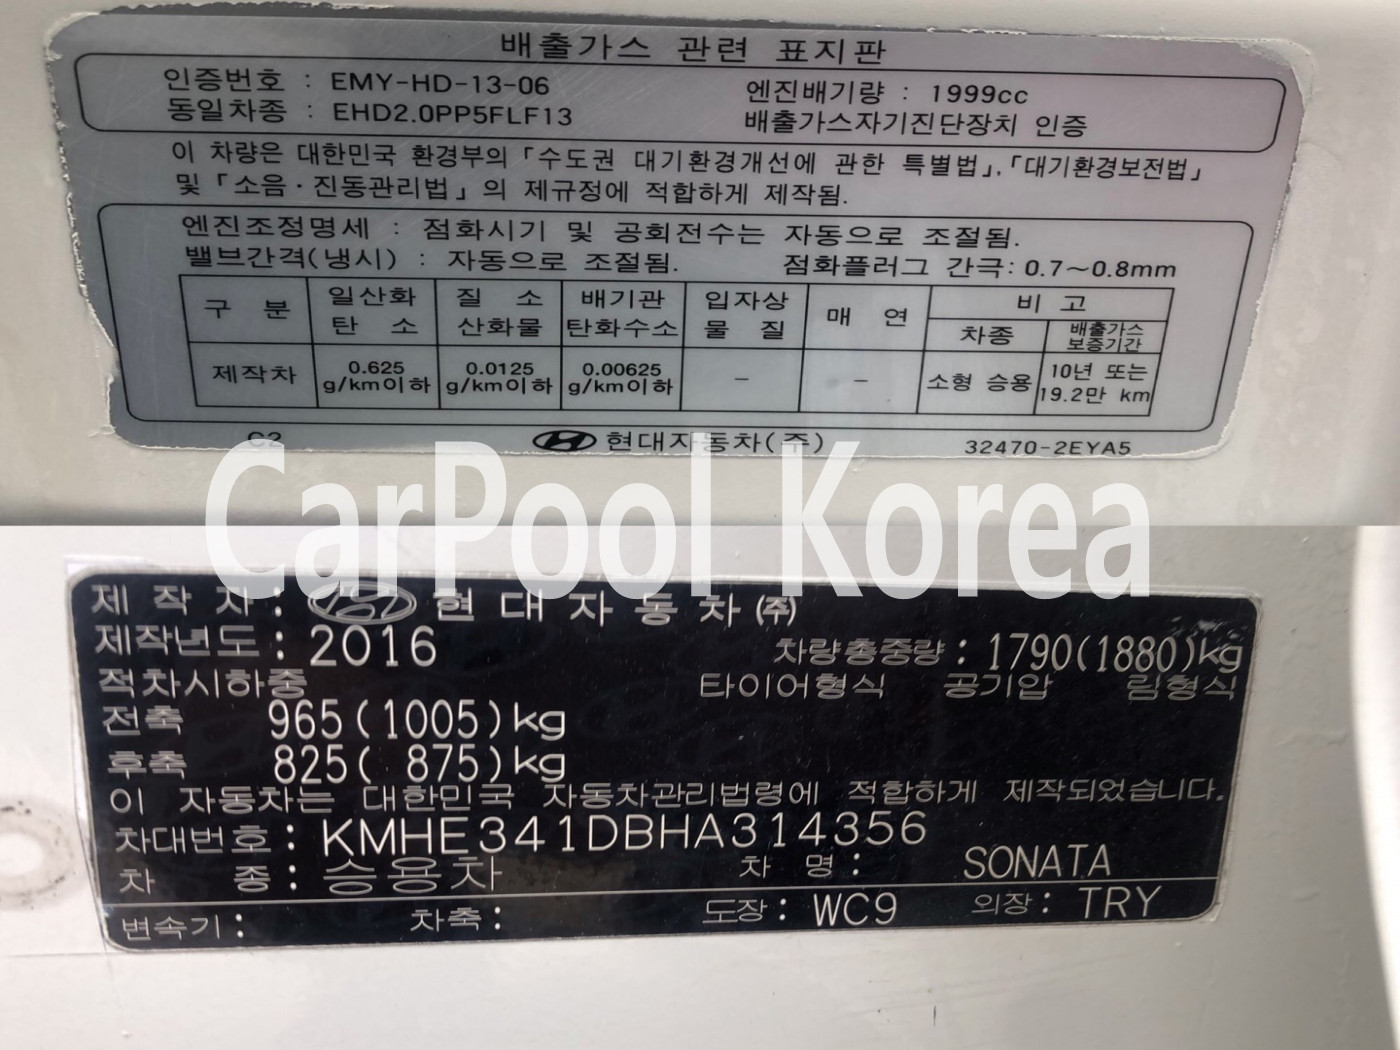 배출가스 관련 표지판
인증번호 : EMY-HD-13-06 엔진배기량 : 1999cc
동일차종 : EHD2.0PP5FLF13 배출가스자기진단장치 인증
이 차량은 대한민국 환경부의 「수도권 대기환경개선에 관한 특별법」, 「대기환경보전법」
및 「소음·진동관리법」의 제규정에 적합하게 제작됨.
엔진조정명세 : 점화시기 및 공회전수는 자동으로 조절됨.
밸브간격(냉시) : 자동으로 조절됨. 점화플러그 간극: 0.7~0.8mm
구 분 일산화 탄 소 질 소 산화물 배기관 탄화수소 입자상 물 질 매 연 비 고
차종 배출가스 보증기간
제작차 0.625 g/km이하 0.0125 g/km이하 0.00625 g/km이하 - - 소형 승용 10년 또는 19.2만 km
C2 현대자동차(주) 32470-2EYA5
CarPool Korea
제 작 자 : 현대자동차㈜
제작년도 : 2016 차량총중량 : 1790(1880)kg
적차시하중 타이어형식 공기압 림형식
전축 965(1005)kg
후축 825( 875)kg
이 자동차는 대한민국 자동차관리법령에 적합하게 제작되었습니다.
차대번호 : KMHE341DBHA314356
차 종 : 승용차 차 명 : SONATA
변속기 : 차축 : 도장 : WC9 의장 : TRY